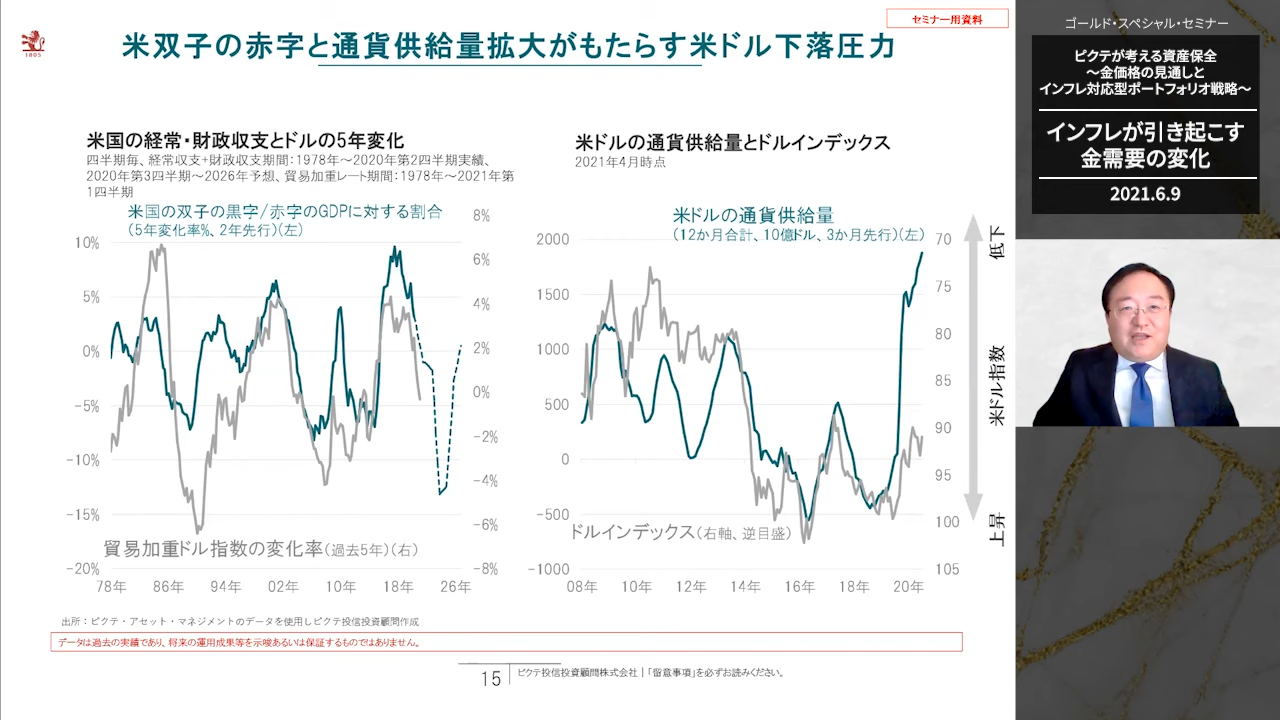 セミナー用資料
1805
米双子の赤字と通貨供給量拡大がもたらす米ドル下落圧力
米国の経常・財政収支とドルの5年変化
四半期毎、経常収支+財政収支期間：1978年～2020年第2四半期実績、
2020年第3四半期～2026年予想、貿易加重レート期間：1978年～2021年第
1四半期
米国の双子の黒字/赤字のGDPに対する割合
(5年変化率%、2年先行)(左)
10%
5%
0%
-5%
-10%
-15%
-20%
8%
6%
4%
2%
0%
-2%
-4%
-6%
-8%
貿易加重ドル指数の変化率(過去5年)(右)
78年 86年 94年 02年 10年 18年 26年
米ドルの通貨供給量とドルインデックス
2021年4月時点
米ドルの通貨供給量
(12か月合計、10億ドル、3か月先行)(左)
2000
1500
1000
500
0
-500
-1000
70
75
80
85
90
95
100
105
ドルインデックス(右軸、逆目盛)
08年 10年 12年 14年 16年 18年 20年
低下
米ドル指数
上昇
出所：ピクテ・アセット・マネジメントのデータを使用しピクテ投信投資顧問作成
データは過去の実績であり、将来の運用成果等を示唆あるいは保証するものではありません。
15 ピクテ投信投資顧問株式会社｜「留意事項」を必ずお読みください。
ゴールド・スペシャル・セミナー
ピクテが考える資産保全
～金価格の見通しと
インフレ対応型ポートフォリオ戦略～
インフレが引き起こす
金需要の変化
2021.6.9